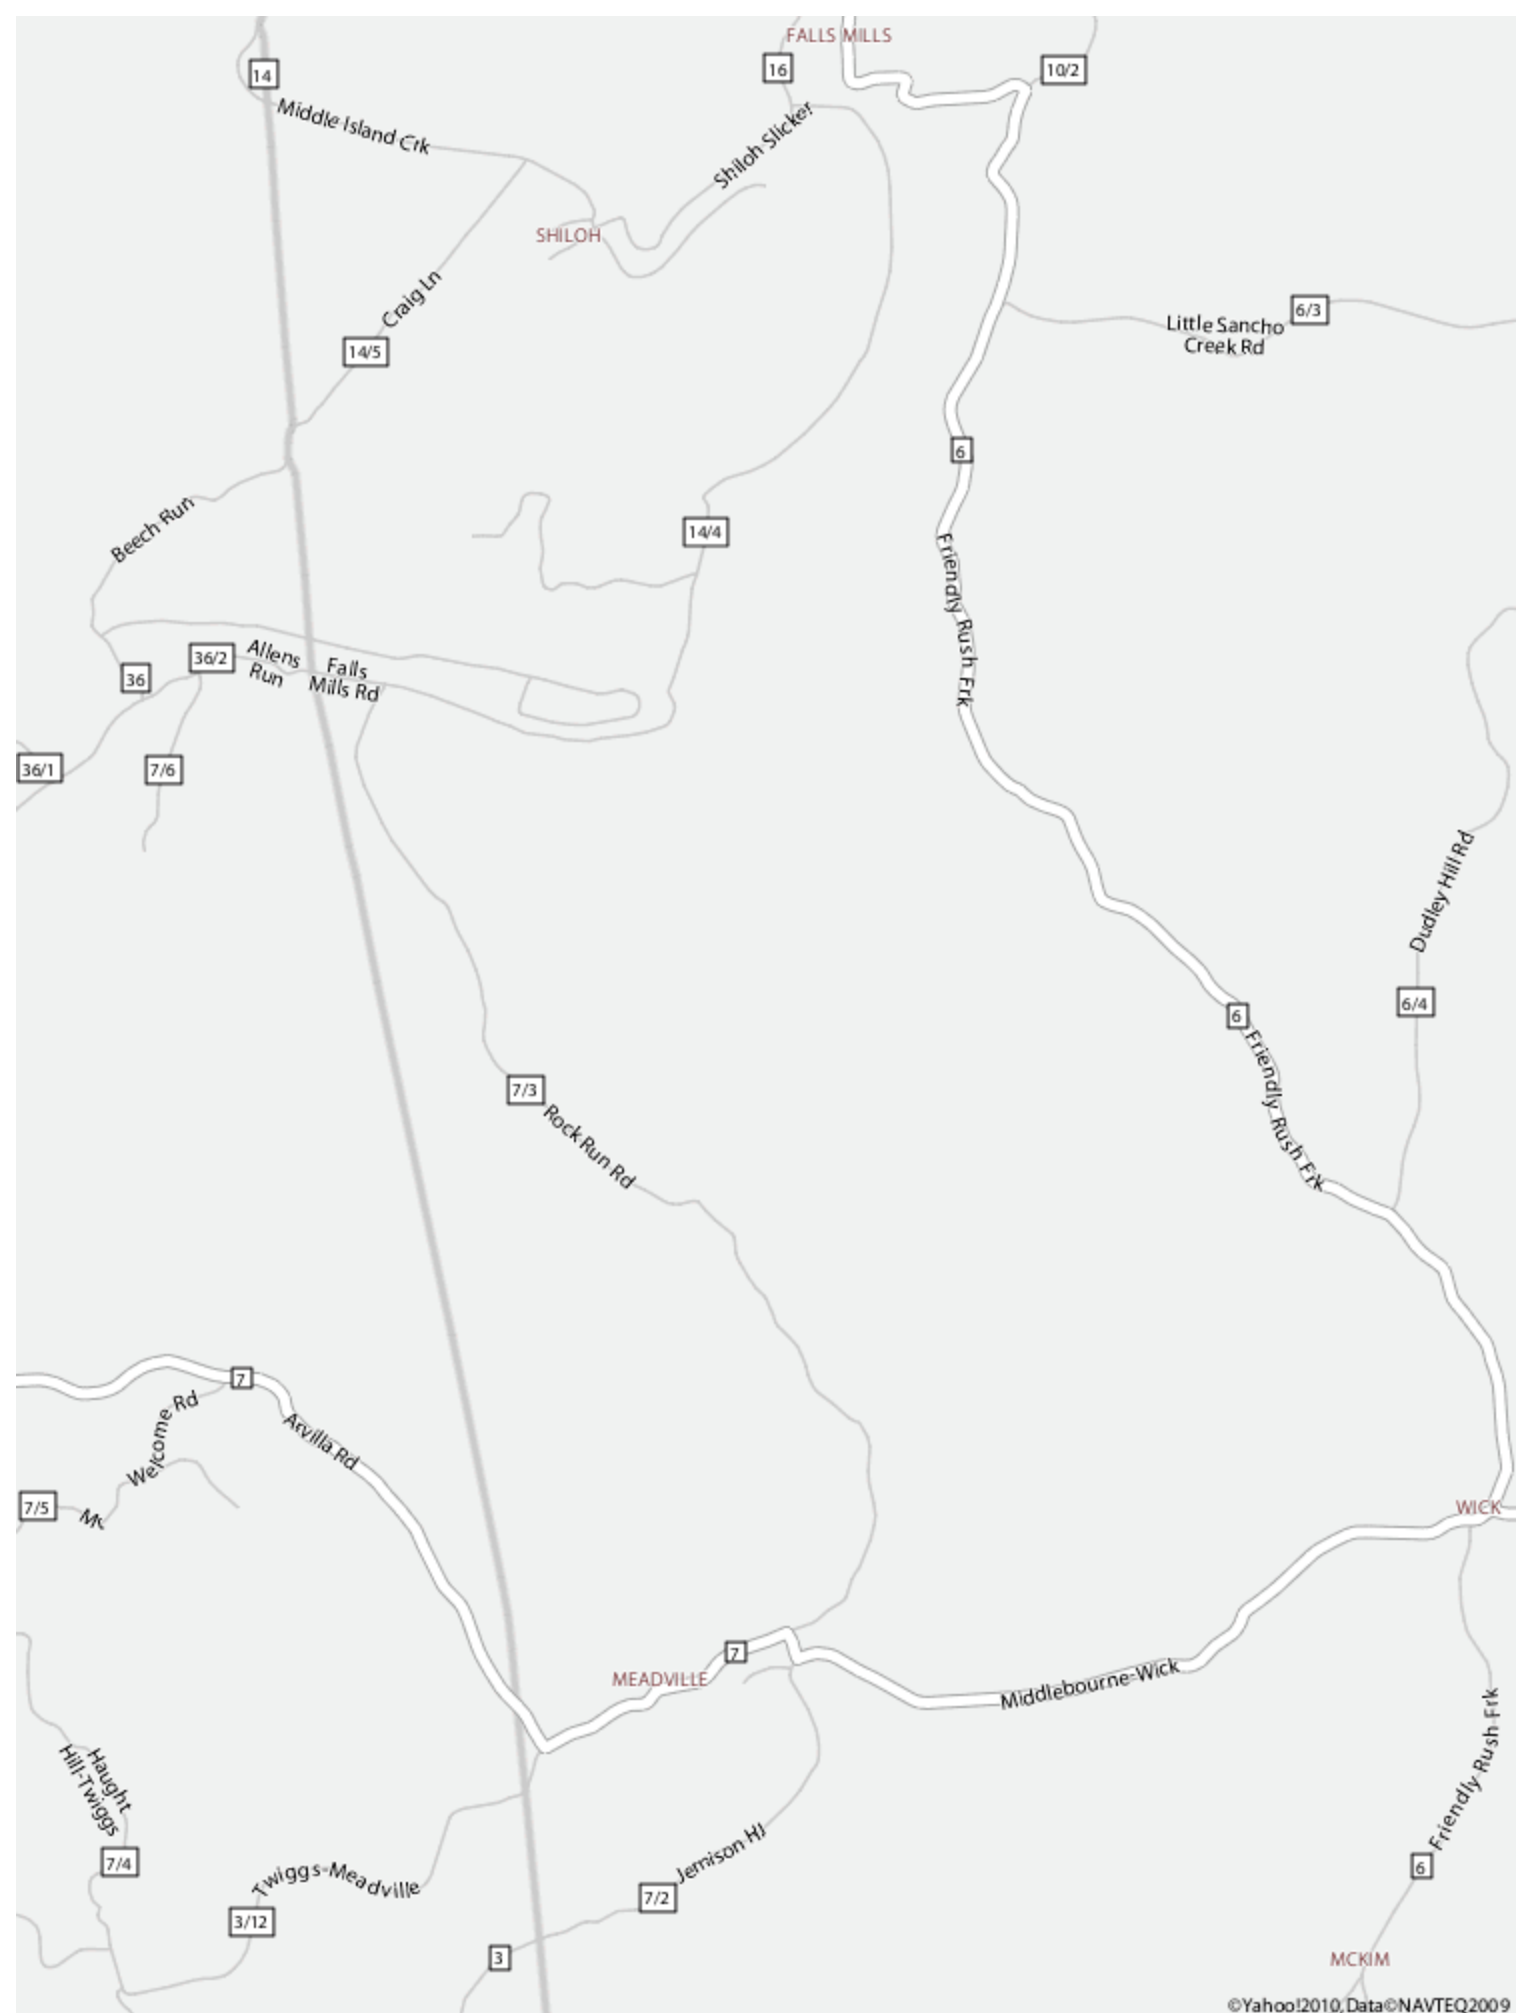 FALLS MILLS
16
10/2
14
Middle Island Crk
Shiloh Slicker
SHILOH
Craig Ln
14/5
Little Sancho
Creek Rd
6/3
6
Beech Run
14/4
Friendly Rush Frk
36/2
Allens
Run
Falls
Mills Rd
36
36/1
7/6
Dudley Hill Rd
6/4
6
Friendly Rush Frk
7/3
Rock Run Rd
7
Welcome Rd
Arvilla Rd
7/5
WICK
7
MEADVILLE
Middlebourne-Wick
Friendly Rush Frk
Haught
Hill-Twiggs
7/4
Twiggs-Meadville
3/12
Jemison Hl
7/2
6
3
MCKIM
©Yahoo!2010,Data©NAVTEQ2009